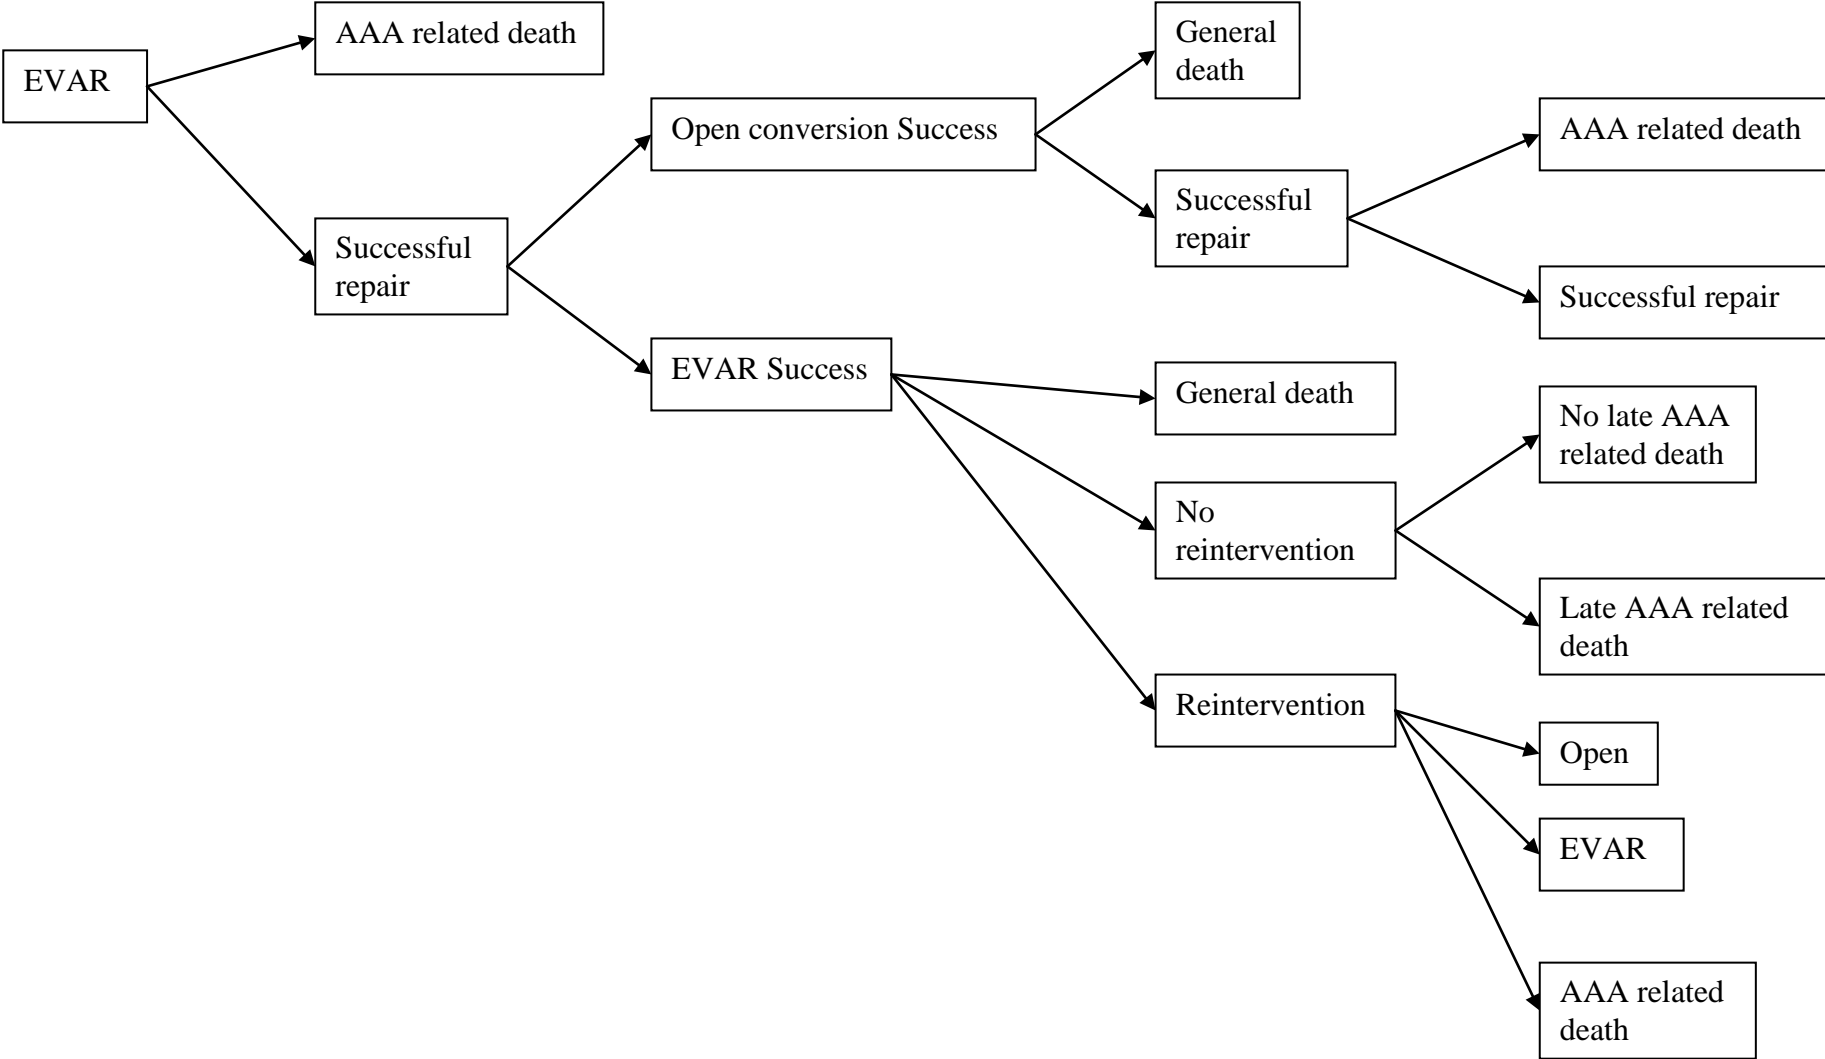 EVAR
AAA related death
Successful
repair
Open conversion Success
EVAR Success
General
death
Successful
repair
General death
No
reintervention
Reintervention
AAA related death
Successful repair
No late AAA
related death
Late AAA related
death
Open
EVAR
AAA related
death